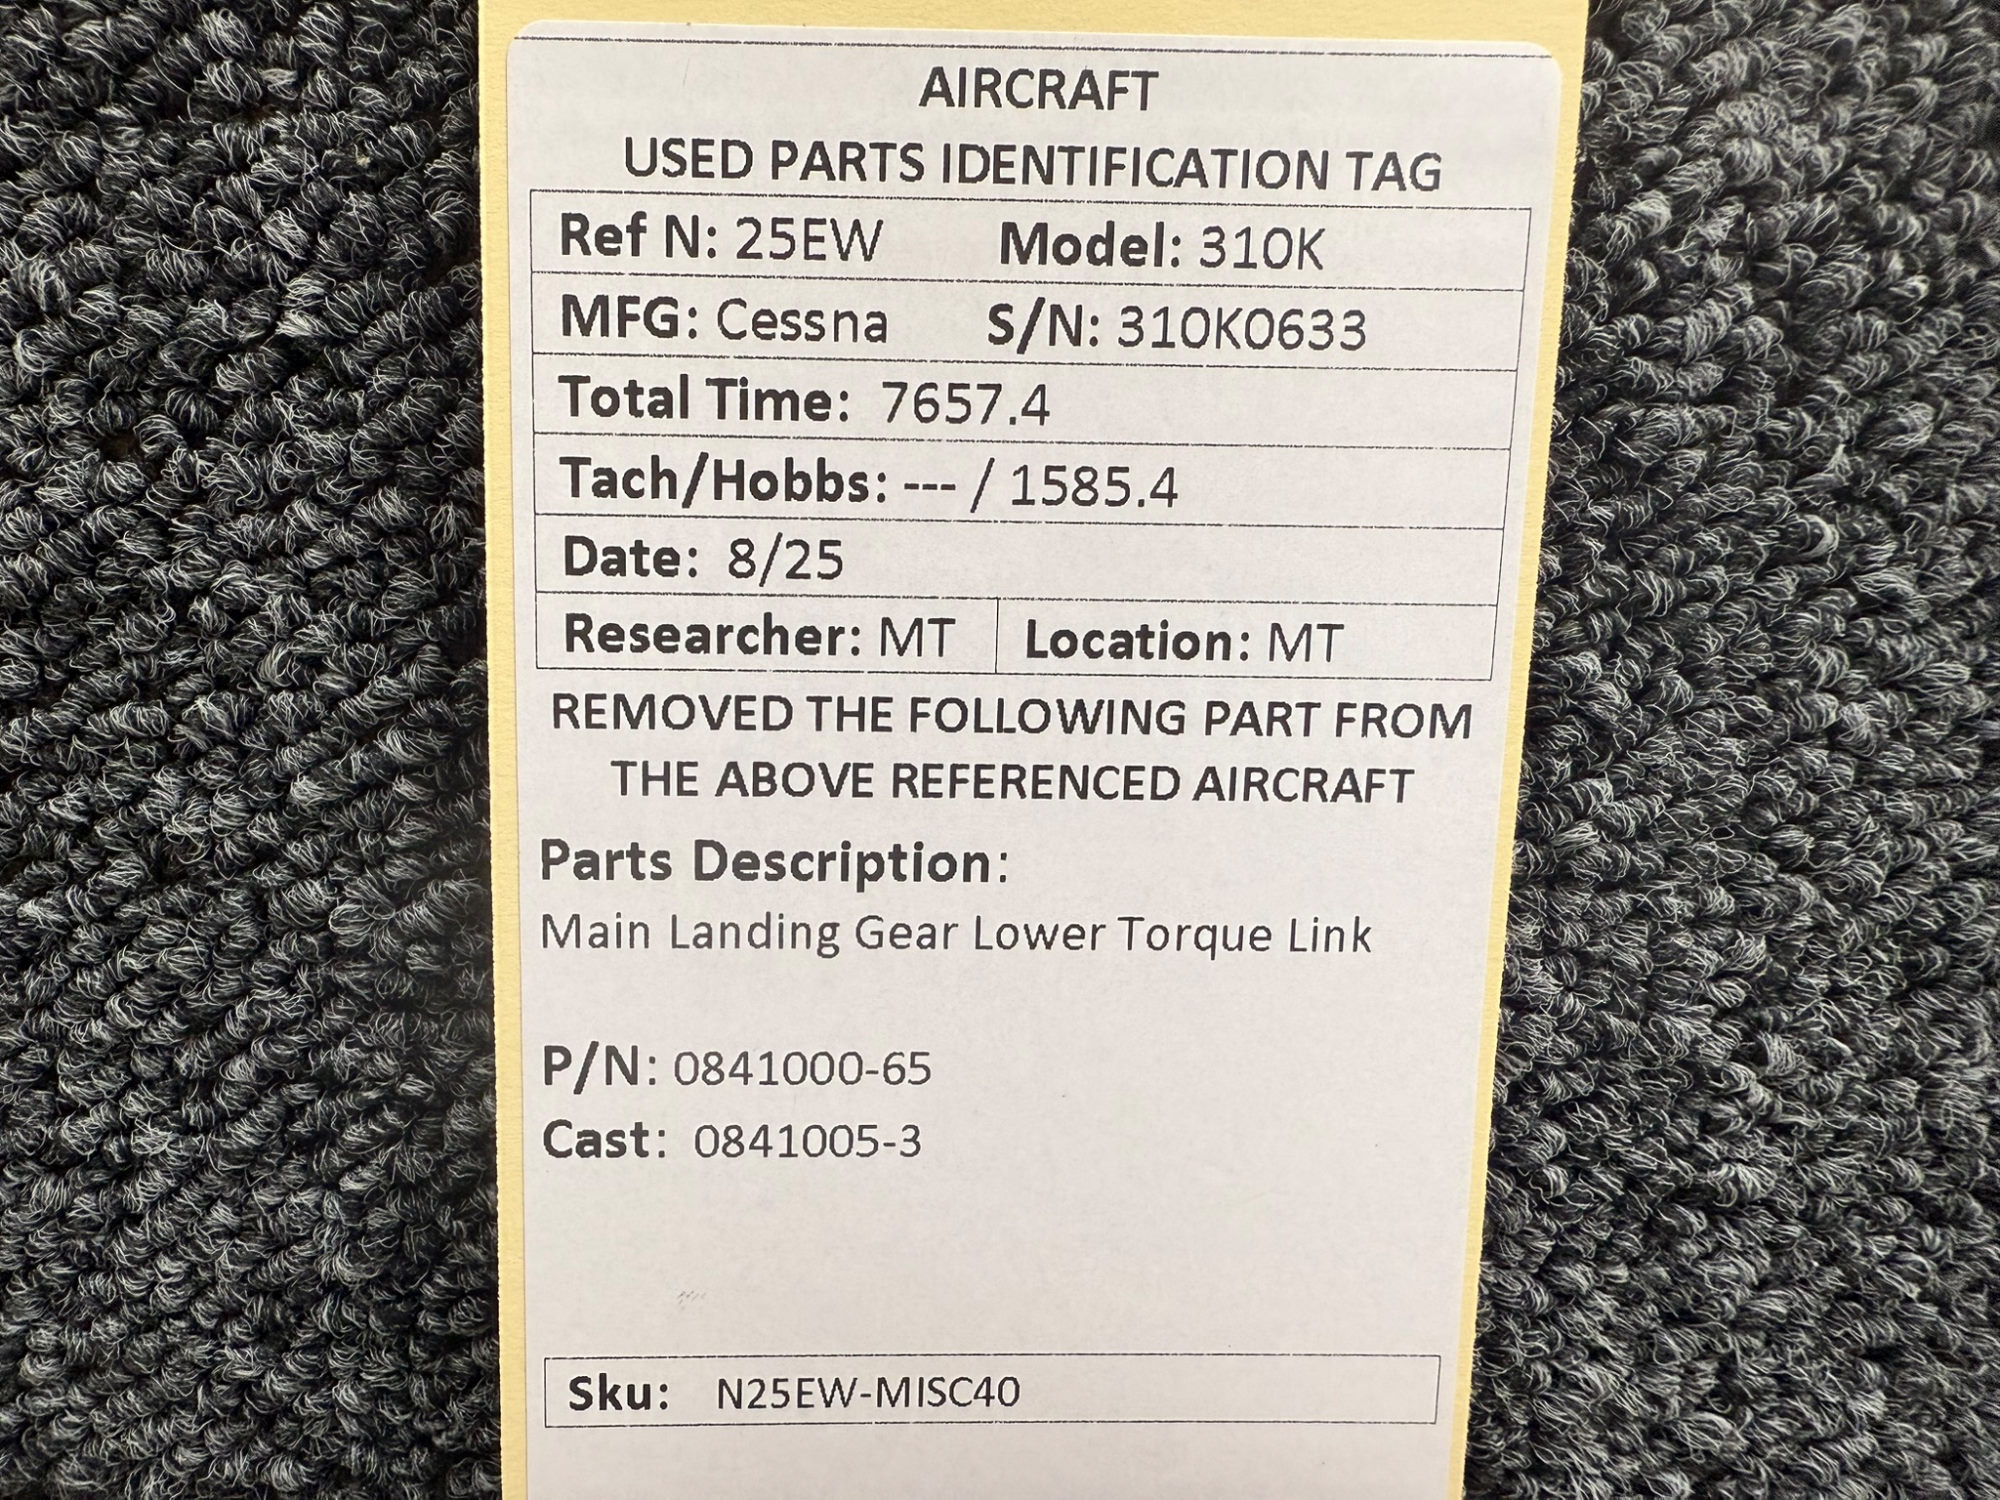 AIRCRAFT
USED PARTS IDENTIFICATION TAG
Ref N: 25EW Model: 310K
MFG: Cessna S/N: 310K0633
Total Time: 7657.4
Tach/Hobbs: --- / 1585.4
Date: 8/25
Researcher: MT Location: MT
REMOVED THE FOLLOWING PART FROM
THE ABOVE REFERENCED AIRCRAFT
Parts Description:
Main Landing Gear Lower Torque Link
P/N: 0841000-65
Cast: 0841005-3
Sku: N25EW-MISC40